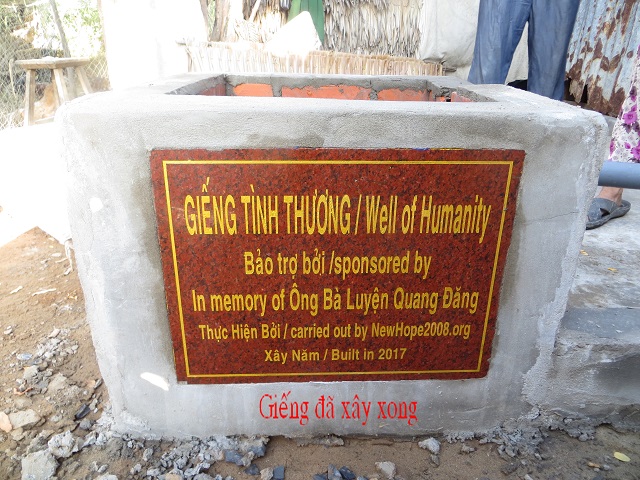 GIẾNG TÌNH THƯƠNG / Well of Humanity
Bảo trợ bởi /sponsored by
In memory of Ông Bà Luyện Quang Đăng
Thực Hiện Bởi / carried out by NewHope2008.org
Xây Năm / Built in 2017
Giếng đã xây xong